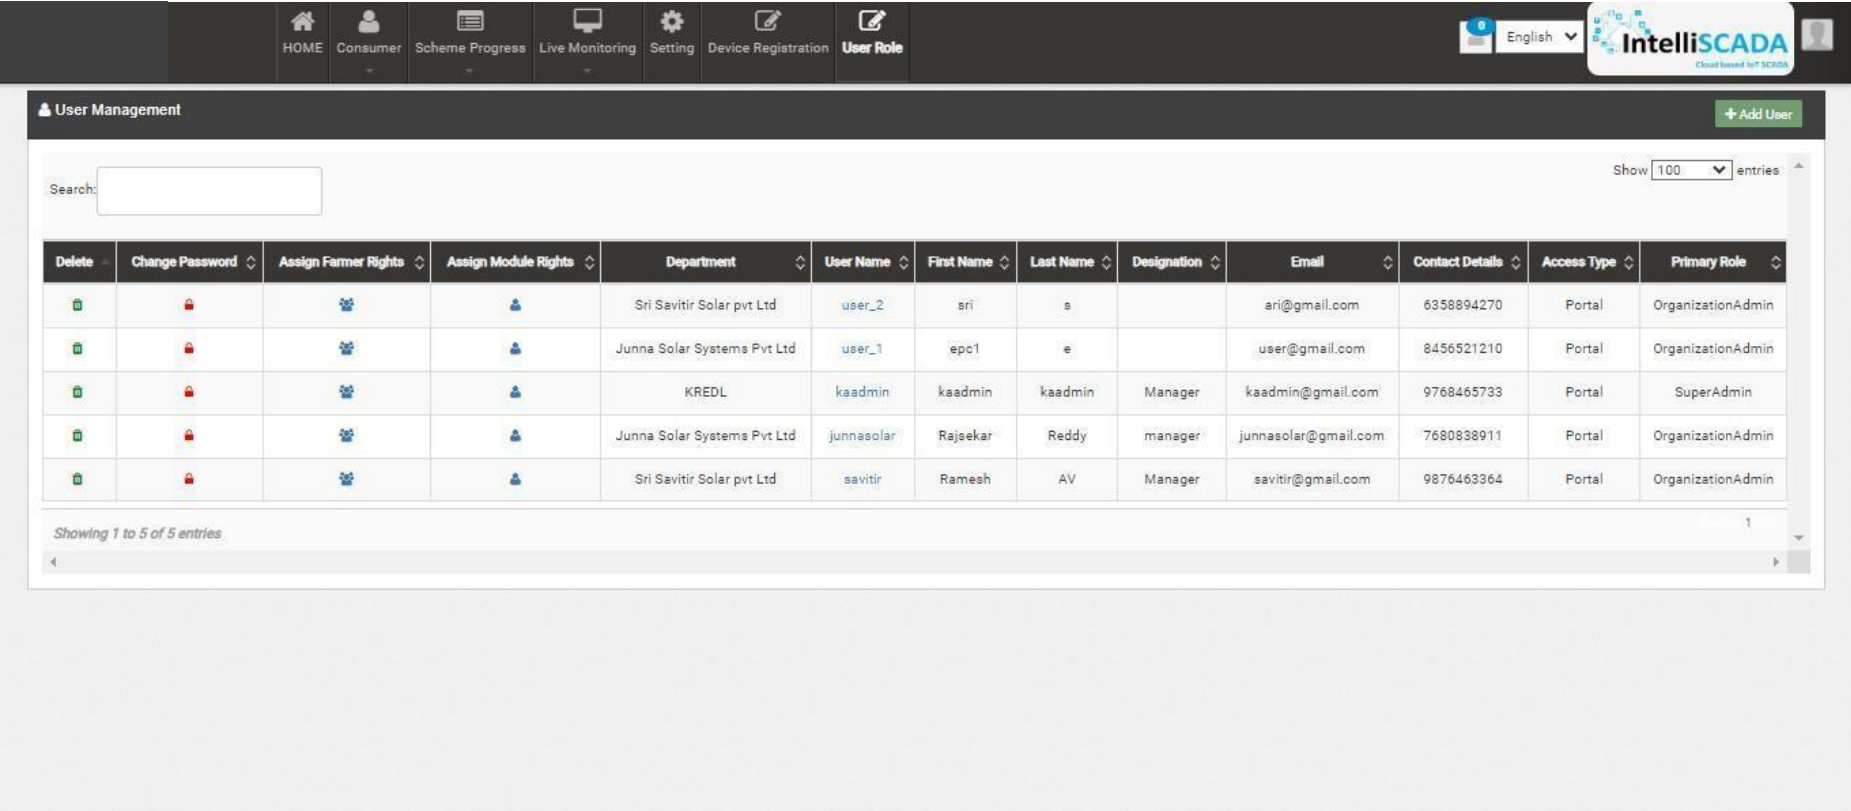 HOME Consumer Scheme Progress Live Monitoring Setting Device Registration User Role
0 English IntelliSCADA
Cloud based IoT SCADA
User Management
+ Add User
Show 100 entries
Search:
Delete Change Password Assign Farmer Rights Assign Module Rights Department User Name First Name Last Name Designation Email Contact Details Access Type Primary Role
Sri Savitir Solar pvt Ltd user_2 sri s ari@gmail.com 6358894270 Portal OrganizationAdmin
Junna Solar Systems Pvt Ltd user_1 epc1 e user@gmail.com 8456521210 Portal OrganizationAdmin
KREDL kaadmin kaadmin kaadmin Manager kaadmin@gmail.com 9768465733 Portal SuperAdmin
Junna Solar Systems Pvt Ltd junnasolar Rajsekar Reddy manager junnasolar@gmail.com 7680838911 Portal OrganizationAdmin
Sri Savitir Solar pvt Ltd savitir Ramesh AV Manager savitir@gmail.com 9876463364 Portal OrganizationAdmin
Showing 1 to 5 of 5 entries
1